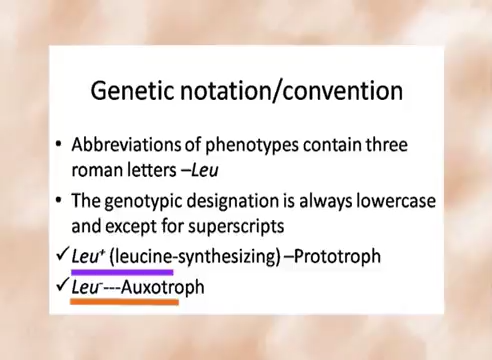 Genetic notation/convention
• Abbreviations of phenotypes contain three
roman letters –Leu
• The genotypic designation is always lowercase
and except for superscripts
✓ Leu⁺ (leucine-synthesizing) –Prototroph
✓ Leu⁻---Auxotroph